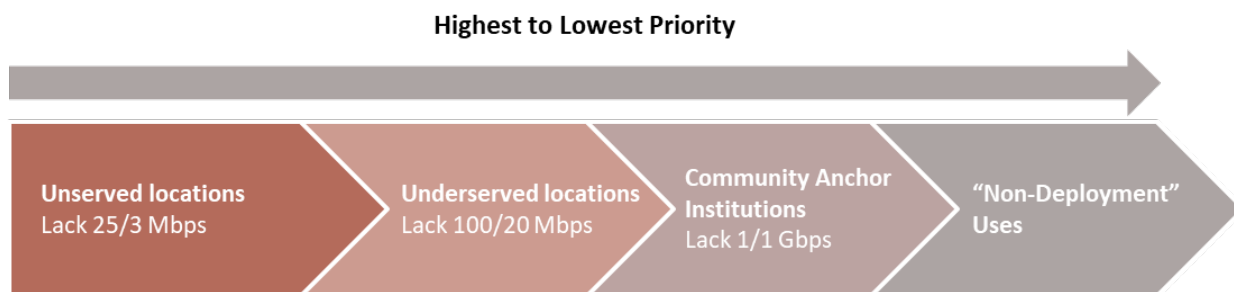 Highest to Lowest Priority
Unserved locations
Lack 25/3 Mbps
Underserved locations
Lack 100/20 Mbps
Community Anchor
Institutions
Lack 1/1 Gbps
“Non-Deployment”
Uses